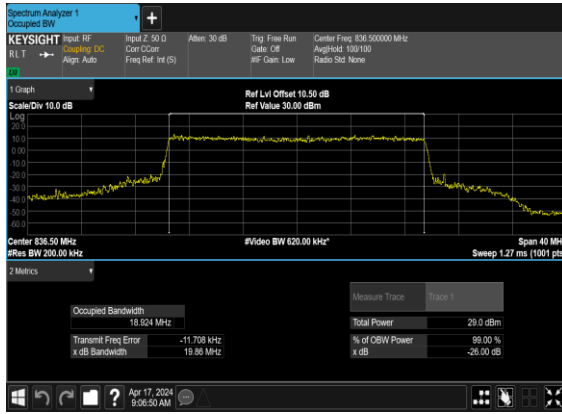 Spectrum Analyzer 1
Occupied BW
+
KEYSIGHT
RLT
Input: RF
Coupling: DC
Align: Auto
Input Z: 50 Ω
Corr CCorr
Freq Ref: Int (S)
Atten: 30 dB
Trig: Free Run
Gate: Off
#IF Gain: Low
Center Freq: 836.500000 MHz
Avg|Hold: 100/100
Radio Std: None
1 Graph
Scale/Div 10.0 dB
Ref Lvl Offset 10.50 dB
Ref Value 30.00 dBm
Log
20.0
10.0
0.00
-10.0
-20.0
-30.0
-40.0
-50.0
-60.0
Center 836.50 MHz
#Res BW 200.00 kHz
#Video BW 620.00 kHz*
Span 40 MH
Sweep 1.27 ms (1001 pts
2 Metrics
Measure Trace Trace 1
Occupied Bandwidth
18.924 MHz
Total Power 29.0 dBm
Transmit Freq Error -11.708 kHz
% of OBW Power 99.00 %
x dB Bandwidth 19.86 MHz
x dB -26.00 dB
?
Apr 17, 2024
9:06:50 AM